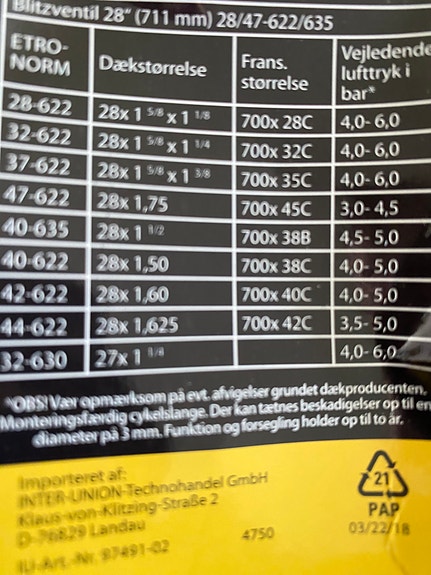 Blitzventil 28" (711 mm) 28/47-622/635
ETRO-
NORM
Dækstørrelse
Frans.
størrelse
Vejledende
lufttryk i
bar*
28-622 28x 1 5/8 x 1 1/8 700x 28C 4,0- 6,0
32-622 28x 1 5/8 x 1 1/4 700x 32C 4,0- 6,0
37-622 28x 1 5/8 x 1 3/8 700x 35C 4,0- 6,0
47-622 28x 1,75 700x 45C 3,0- 4,5
40-635 28x 1 1/2 700x 38B 4,5- 5,0
40-622 28x 1,50 700x 38C 4,0- 5,0
42-622 28x 1,60 700x 40C 4,0- 5,0
44-622 28x 1,625 700x 42C 3,5- 5,0
32-630 27x 1 1/4 4,0- 6,0
*OBS! Vær opmærksom på evt. afvigelser grundet dækproducenten.
Monteringsfærdig cykelslange. Der kan tætnes beskadigelser op til en
diameter på 3 mm. Funktion og forsegling holder op til to år.
Importeret af:
INTER-UNION-Technohandel GmbH
Klaus-von-Klitzing-Straße 2
D-76829 Landau
IU-Art.-Nr. 97491-02
4750
21
PAP
03/22/18